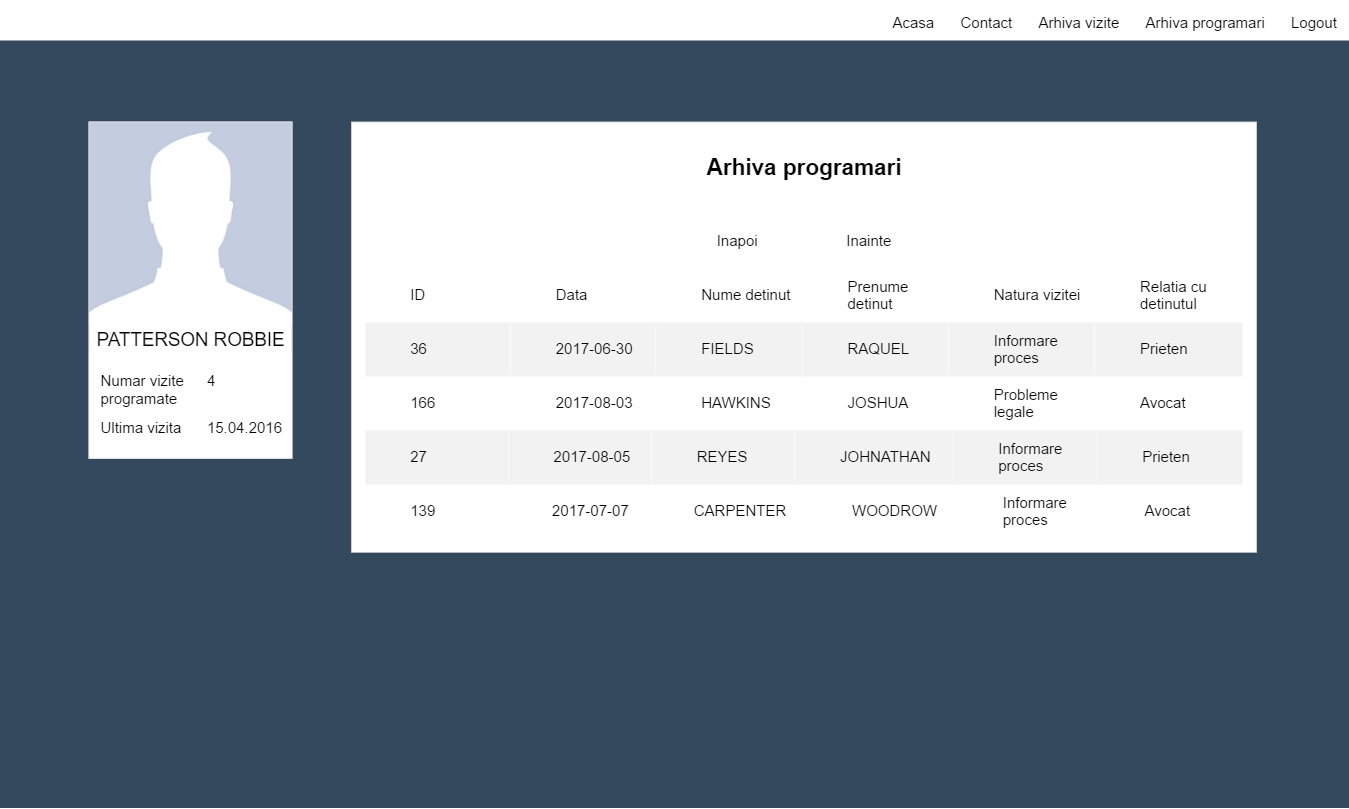 Acasa Contact Arhiva vizite Arhiva programari Logout
PATTERSON ROBBIE
Numar vizite programate 4
Ultima vizita 15.04.2016
Arhiva programari
Inapoi Inainte
ID Data Nume detinut Prenume detinut Natura vizitei Relatia cu detinutul
36 2017-06-30 FIELDS RAQUEL Informare proces Prieten
166 2017-08-03 HAWKINS JOSHUA Probleme legale Avocat
27 2017-08-05 REYES JOHNATHAN Informare proces Prieten
139 2017-07-07 CARPENTER WOODROW Informare proces Avocat